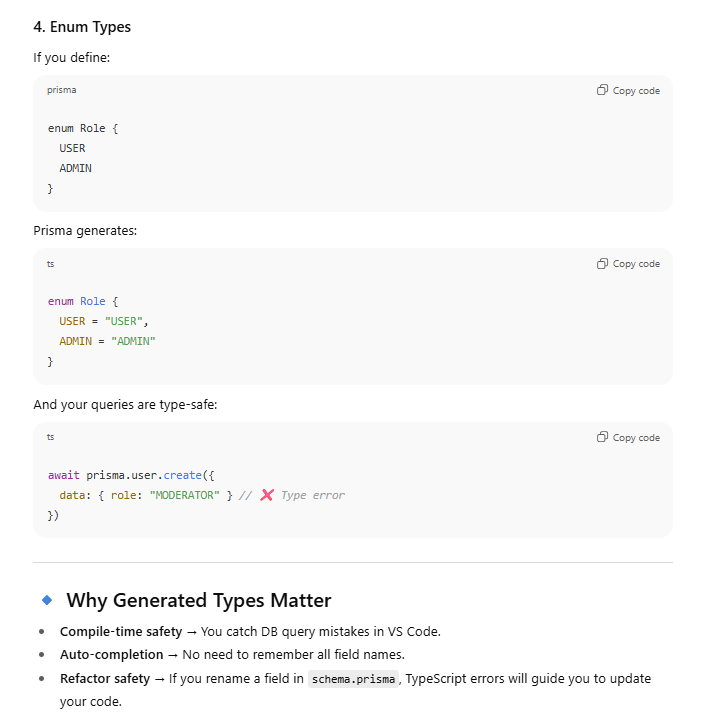 4. Enum Types
If you define:
prisma
Copy code
enum Role {
  USER
  ADMIN
}
Prisma generates:
ts
Copy code
enum Role {
  USER = "USER",
  ADMIN = "ADMIN"
}
And your queries are type-safe:
ts
Copy code
await prisma.user.create({
  data: { role: "MODERATOR" } // ❌ Type error
})
🔹 Why Generated Types Matter
• Compile-time safety → You catch DB query mistakes in VS Code.
• Auto-completion → No need to remember all field names.
• Refactor safety → If you rename a field in schema.prisma, TypeScript errors will guide you to update
your code.